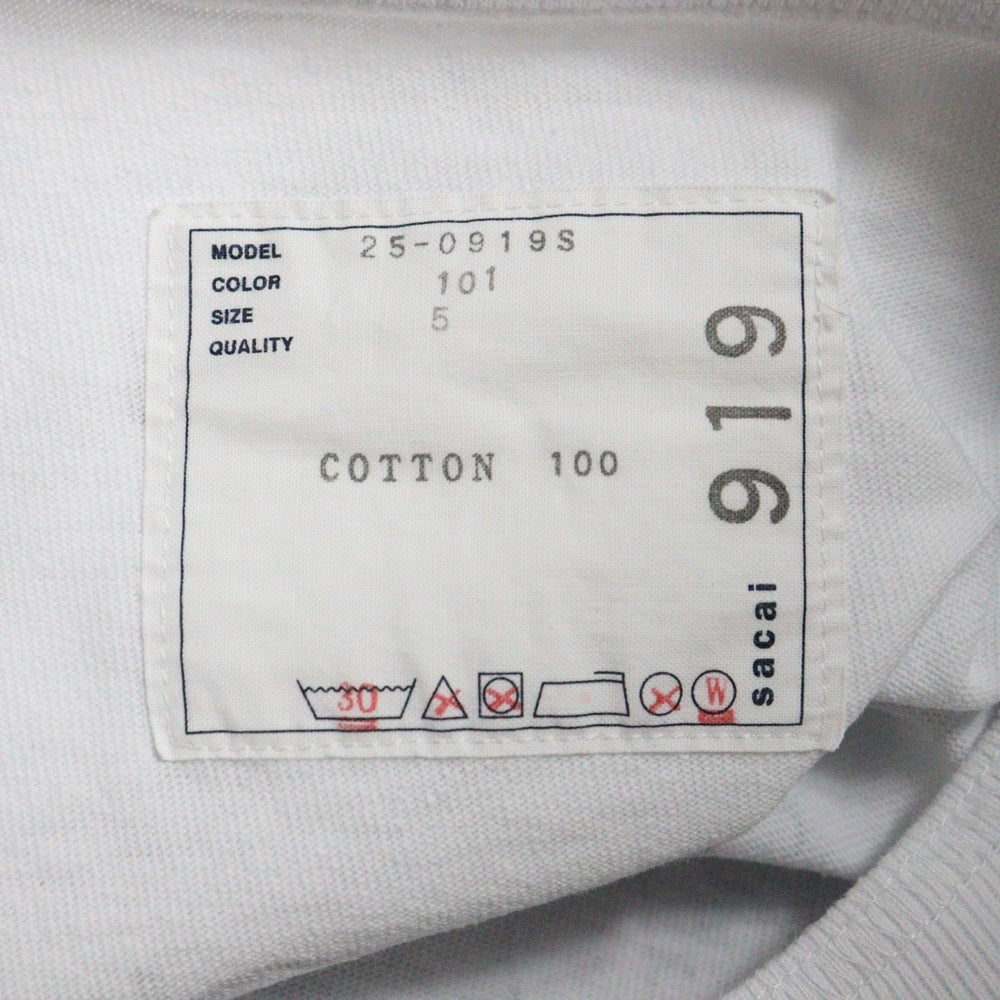 MODEL 25-0919S
COLOR 101
SIZE 5
QUALITY
COTTON 100
sacai 919
30
W